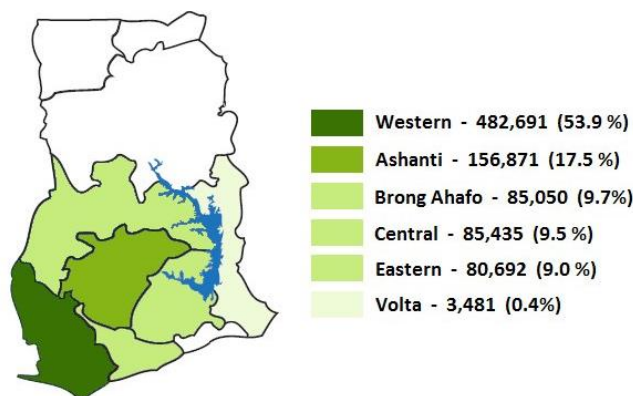 Western - 482,691 (53.9 %)
Ashanti - 156,871 (17.5 %)
Brong Ahafo - 85,050 (9.7%)
Central - 85,435 (9.5 %)
Eastern - 80,692 (9.0 %)
Volta - 3,481 (0.4%)